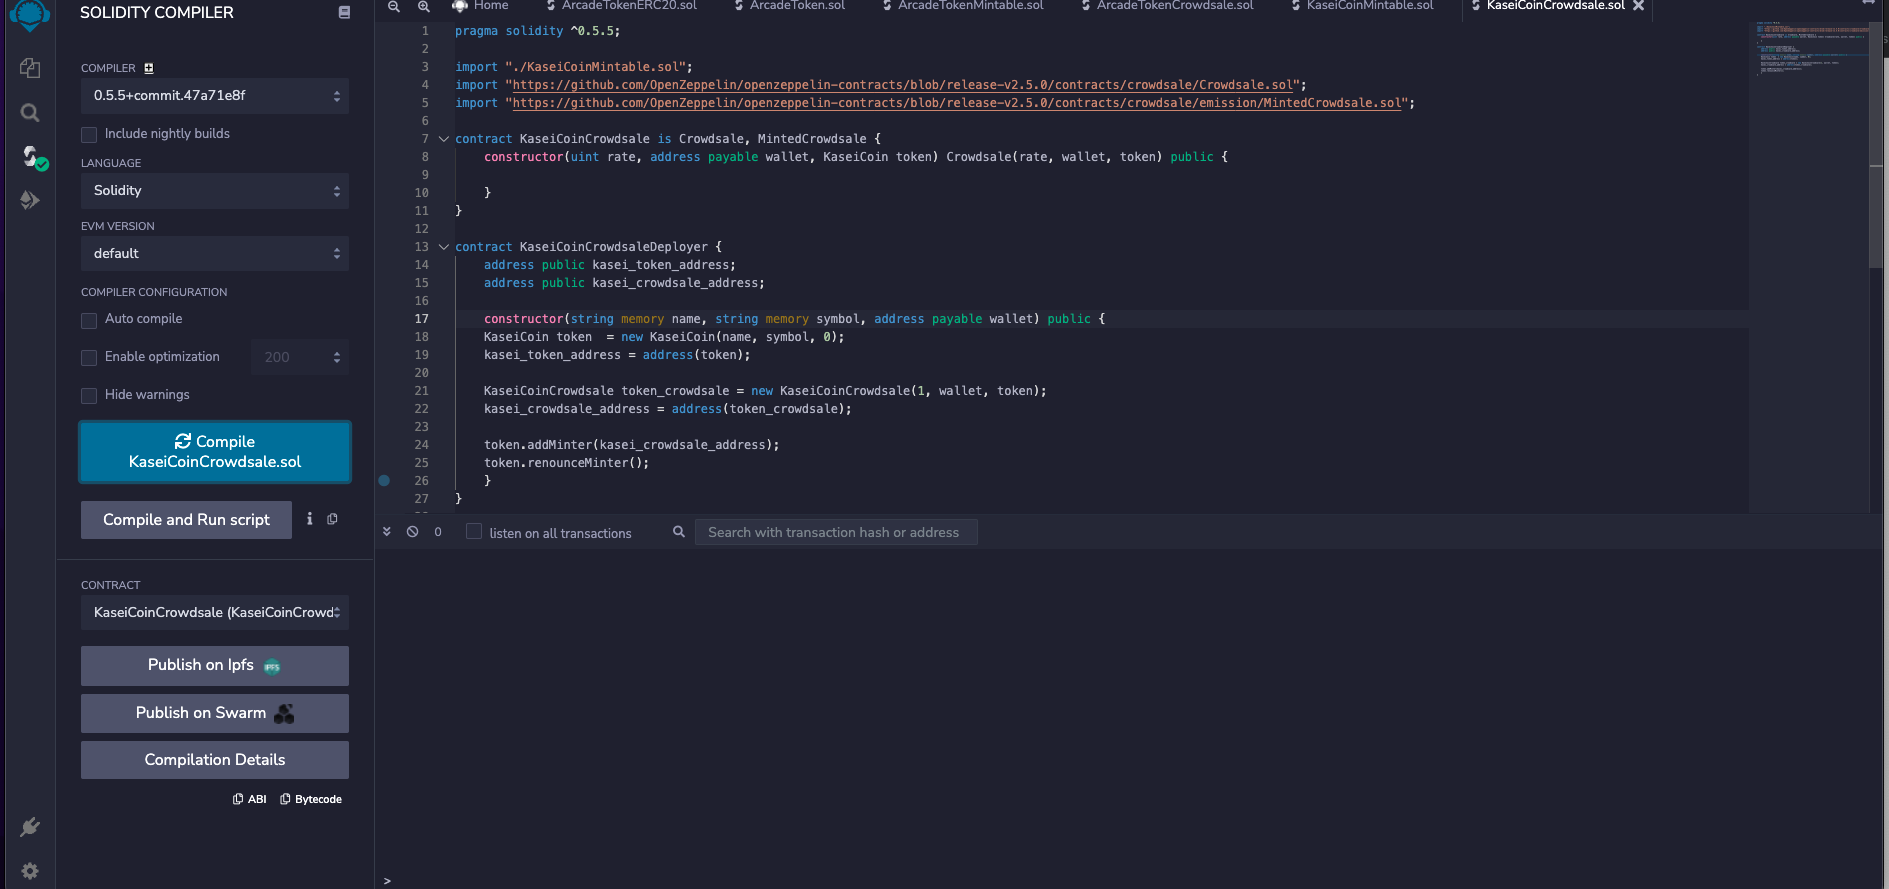 SOLIDITY COMPILER
COMPILER
0.5.5+commit.47a71e8f
Include nightly builds
LANGUAGE
Solidity
EVM VERSION
default
COMPILER CONFIGURATION
Auto compile
Enable optimization 200
Hide warnings
Compile
KaseiCoinCrowdsale.sol
Compile and Run script
CONTRACT
KaseiCoinCrowdsale (KaseiCoinCrowd
Publish on Ipfs IPFS
Publish on Swarm
Compilation Details
ABI Bytecode
Home ArcadeTokenERC20.sol ArcadeToken.sol ArcadeTokenMintable.sol ArcadeTokenCrowdsale.sol KaseiCoinMintable.sol KaseiCoinCrowdsale.sol
1 pragma solidity ^0.5.5;
2
3 import "./KaseiCoinMintable.sol";
4 import "https://github.com/OpenZeppelin/openzeppelin-contracts/blob/release-v2.5.0/contracts/crowdsale/Crowdsale.sol";
5 import "https://github.com/OpenZeppelin/openzeppelin-contracts/blob/release-v2.5.0/contracts/crowdsale/emission/MintedCrowdsale.sol";
6
7 contract KaseiCoinCrowdsale is Crowdsale, MintedCrowdsale {
8 constructor(uint rate, address payable wallet, KaseiCoin token) Crowdsale(rate, wallet, token) public {
9
10 }
11 }
12
13 contract KaseiCoinCrowdsaleDeployer {
14 address public kasei_token_address;
15 address public kasei_crowdsale_address;
16
17 constructor(string memory name, string memory symbol, address payable wallet) public {
18 KaseiCoin token  = new KaseiCoin(name, symbol, 0);
19 kasei_token_address = address(token);
20
21 KaseiCoinCrowdsale token_crowdsale = new KaseiCoinCrowdsale(1, wallet, token);
22 kasei_crowdsale_address = address(token_crowdsale);
23
24 token.addMinter(kasei_crowdsale_address);
25 token.renounceMinter();
26 }
27 }
0 listen on all transactions Search with transaction hash or address
>